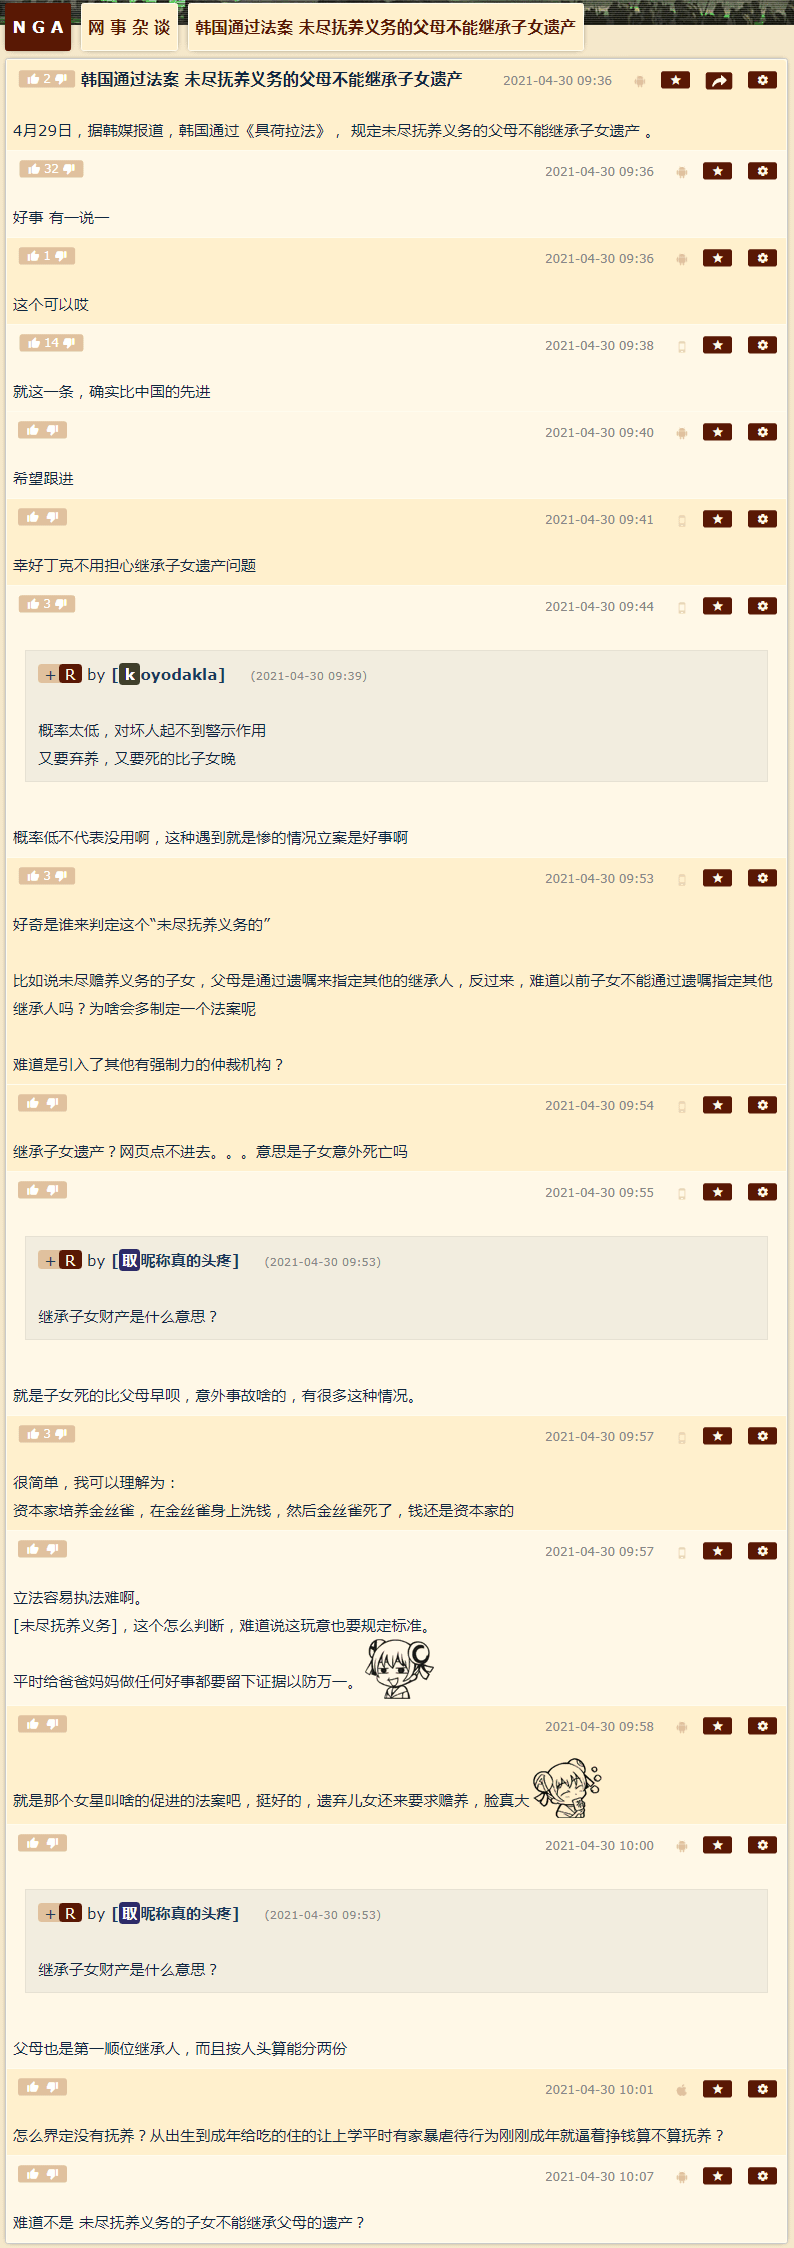 NGA 网事杂谈 韩国通过法案 未尽抚养义务的父母不能继承子女遗产
2 韩国通过法案 未尽抚养义务的父母不能继承子女遗产 2021-04-30 09:36
4月29日，据韩媒报道，韩国通过《具荷拉法》， 规定未尽抚养义务的父母不能继承子女遗产 。
32 2021-04-30 09:36
好事 有一说一
1 2021-04-30 09:36
这个可以哎
14 2021-04-30 09:38
就这一条，确实比中国的先进
2021-04-30 09:40
希望跟进
2021-04-30 09:41
幸好丁克不用担心继承子女遗产问题
3 2021-04-30 09:44
+R by [koyodakla] (2021-04-30 09:39)
概率太低，对坏人起不到警示作用
又要弃养，又要死的比子女晚
概率低不代表没用啊，这种遇到就是惨的情况立案是好事啊
3 2021-04-30 09:53
好奇是谁来判定这个“未尽抚养义务的”
比如说未尽赡养义务的子女，父母是通过遗嘱来指定其他的继承人，反过来，难道以前子女不能通过遗嘱指定其他
继承人吗？为啥会多制定一个法案呢
难道是引入了其他有强制力的仲裁机构？
2021-04-30 09:54
继承子女遗产？网页点不进去。。。意思是子女意外死亡吗
2021-04-30 09:55
+R by [取昵称真的头疼] (2021-04-30 09:53)
继承子女财产是什么意思？
就是子女死的比父母早呗，意外事故啥的，有很多这种情况。
3 2021-04-30 09:57
很简单，我可以理解为：
资本家培养金丝雀，在金丝雀身上洗钱，然后金丝雀死了，钱还是资本家的
2021-04-30 09:57
立法容易执法难啊。
[未尽抚养义务]，这个怎么判断，难道说这玩意也要规定标准。
平时给爸爸妈妈做任何好事都要留下证据以防万一。
2021-04-30 09:58
就是那个女星叫啥的促进的法案吧，挺好的，遗弃儿女还来要求赡养，脸真大
2021-04-30 10:00
+R by [取昵称真的头疼] (2021-04-30 09:53)
继承子女财产是什么意思？
父母也是第一顺位继承人，而且按人头算能分两份
2021-04-30 10:01
怎么界定没有抚养？从出生到成年给吃的住的让上学平时有家暴虐待行为刚刚成年就逼着挣钱算不算抚养？
2021-04-30 10:07
难道不是 未尽抚养义务的子女不能继承父母的遗产？